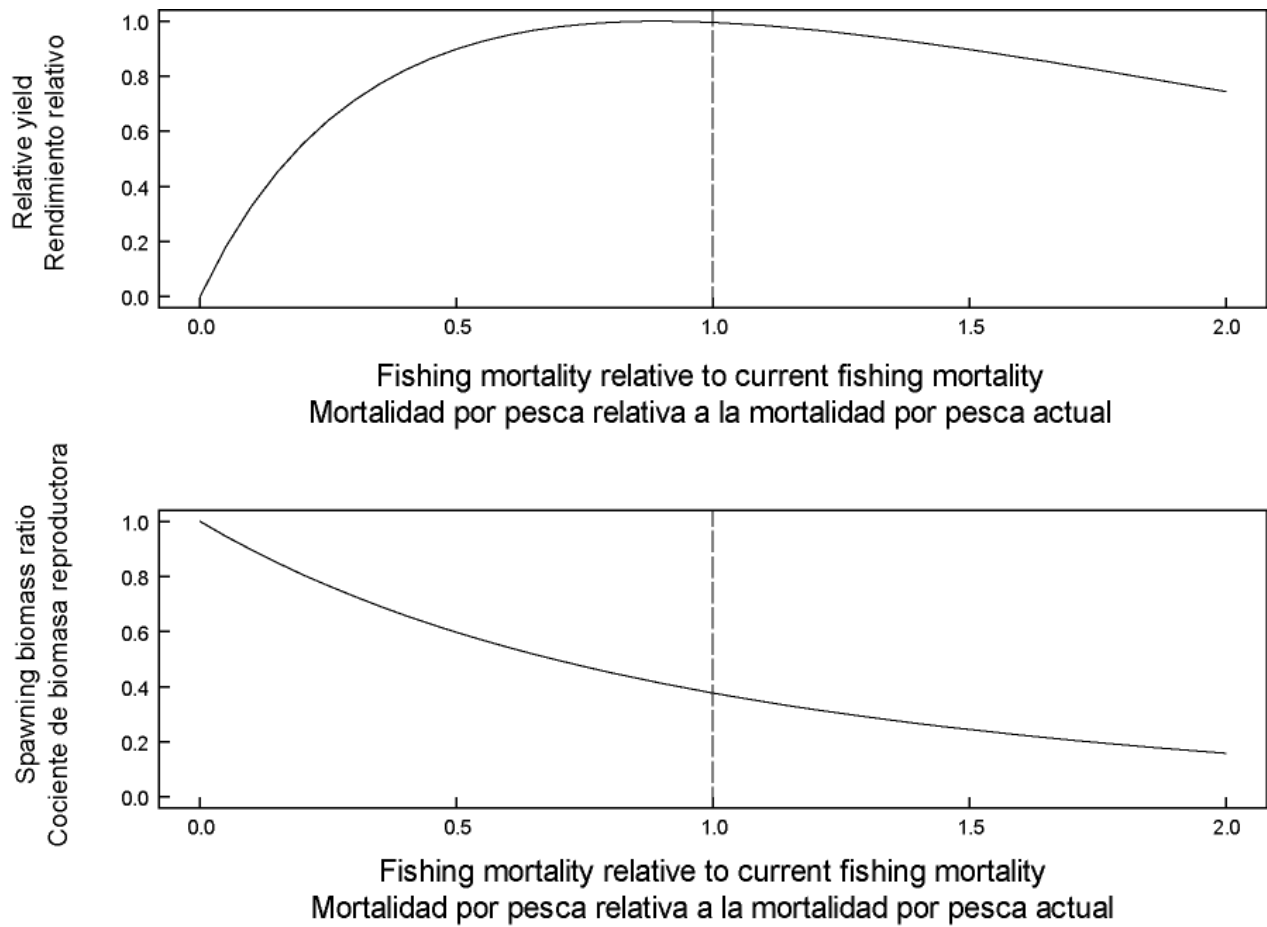 Relative yield
Rendimiento relativo
1.0
0.8
0.6
0.4
0.2
0.0
0.0 0.5 1.0 1.5 2.0
Fishing mortality relative to current fishing mortality
Mortalidad por pesca relativa a la mortalidad por pesca actual
Spawning biomass ratio
Cociente de biomasa reproductora
1.0
0.8
0.6
0.4
0.2
0.0
0.0 0.5 1.0 1.5 2.0
Fishing mortality relative to current fishing mortality
Mortalidad por pesca relativa a la mortalidad por pesca actual